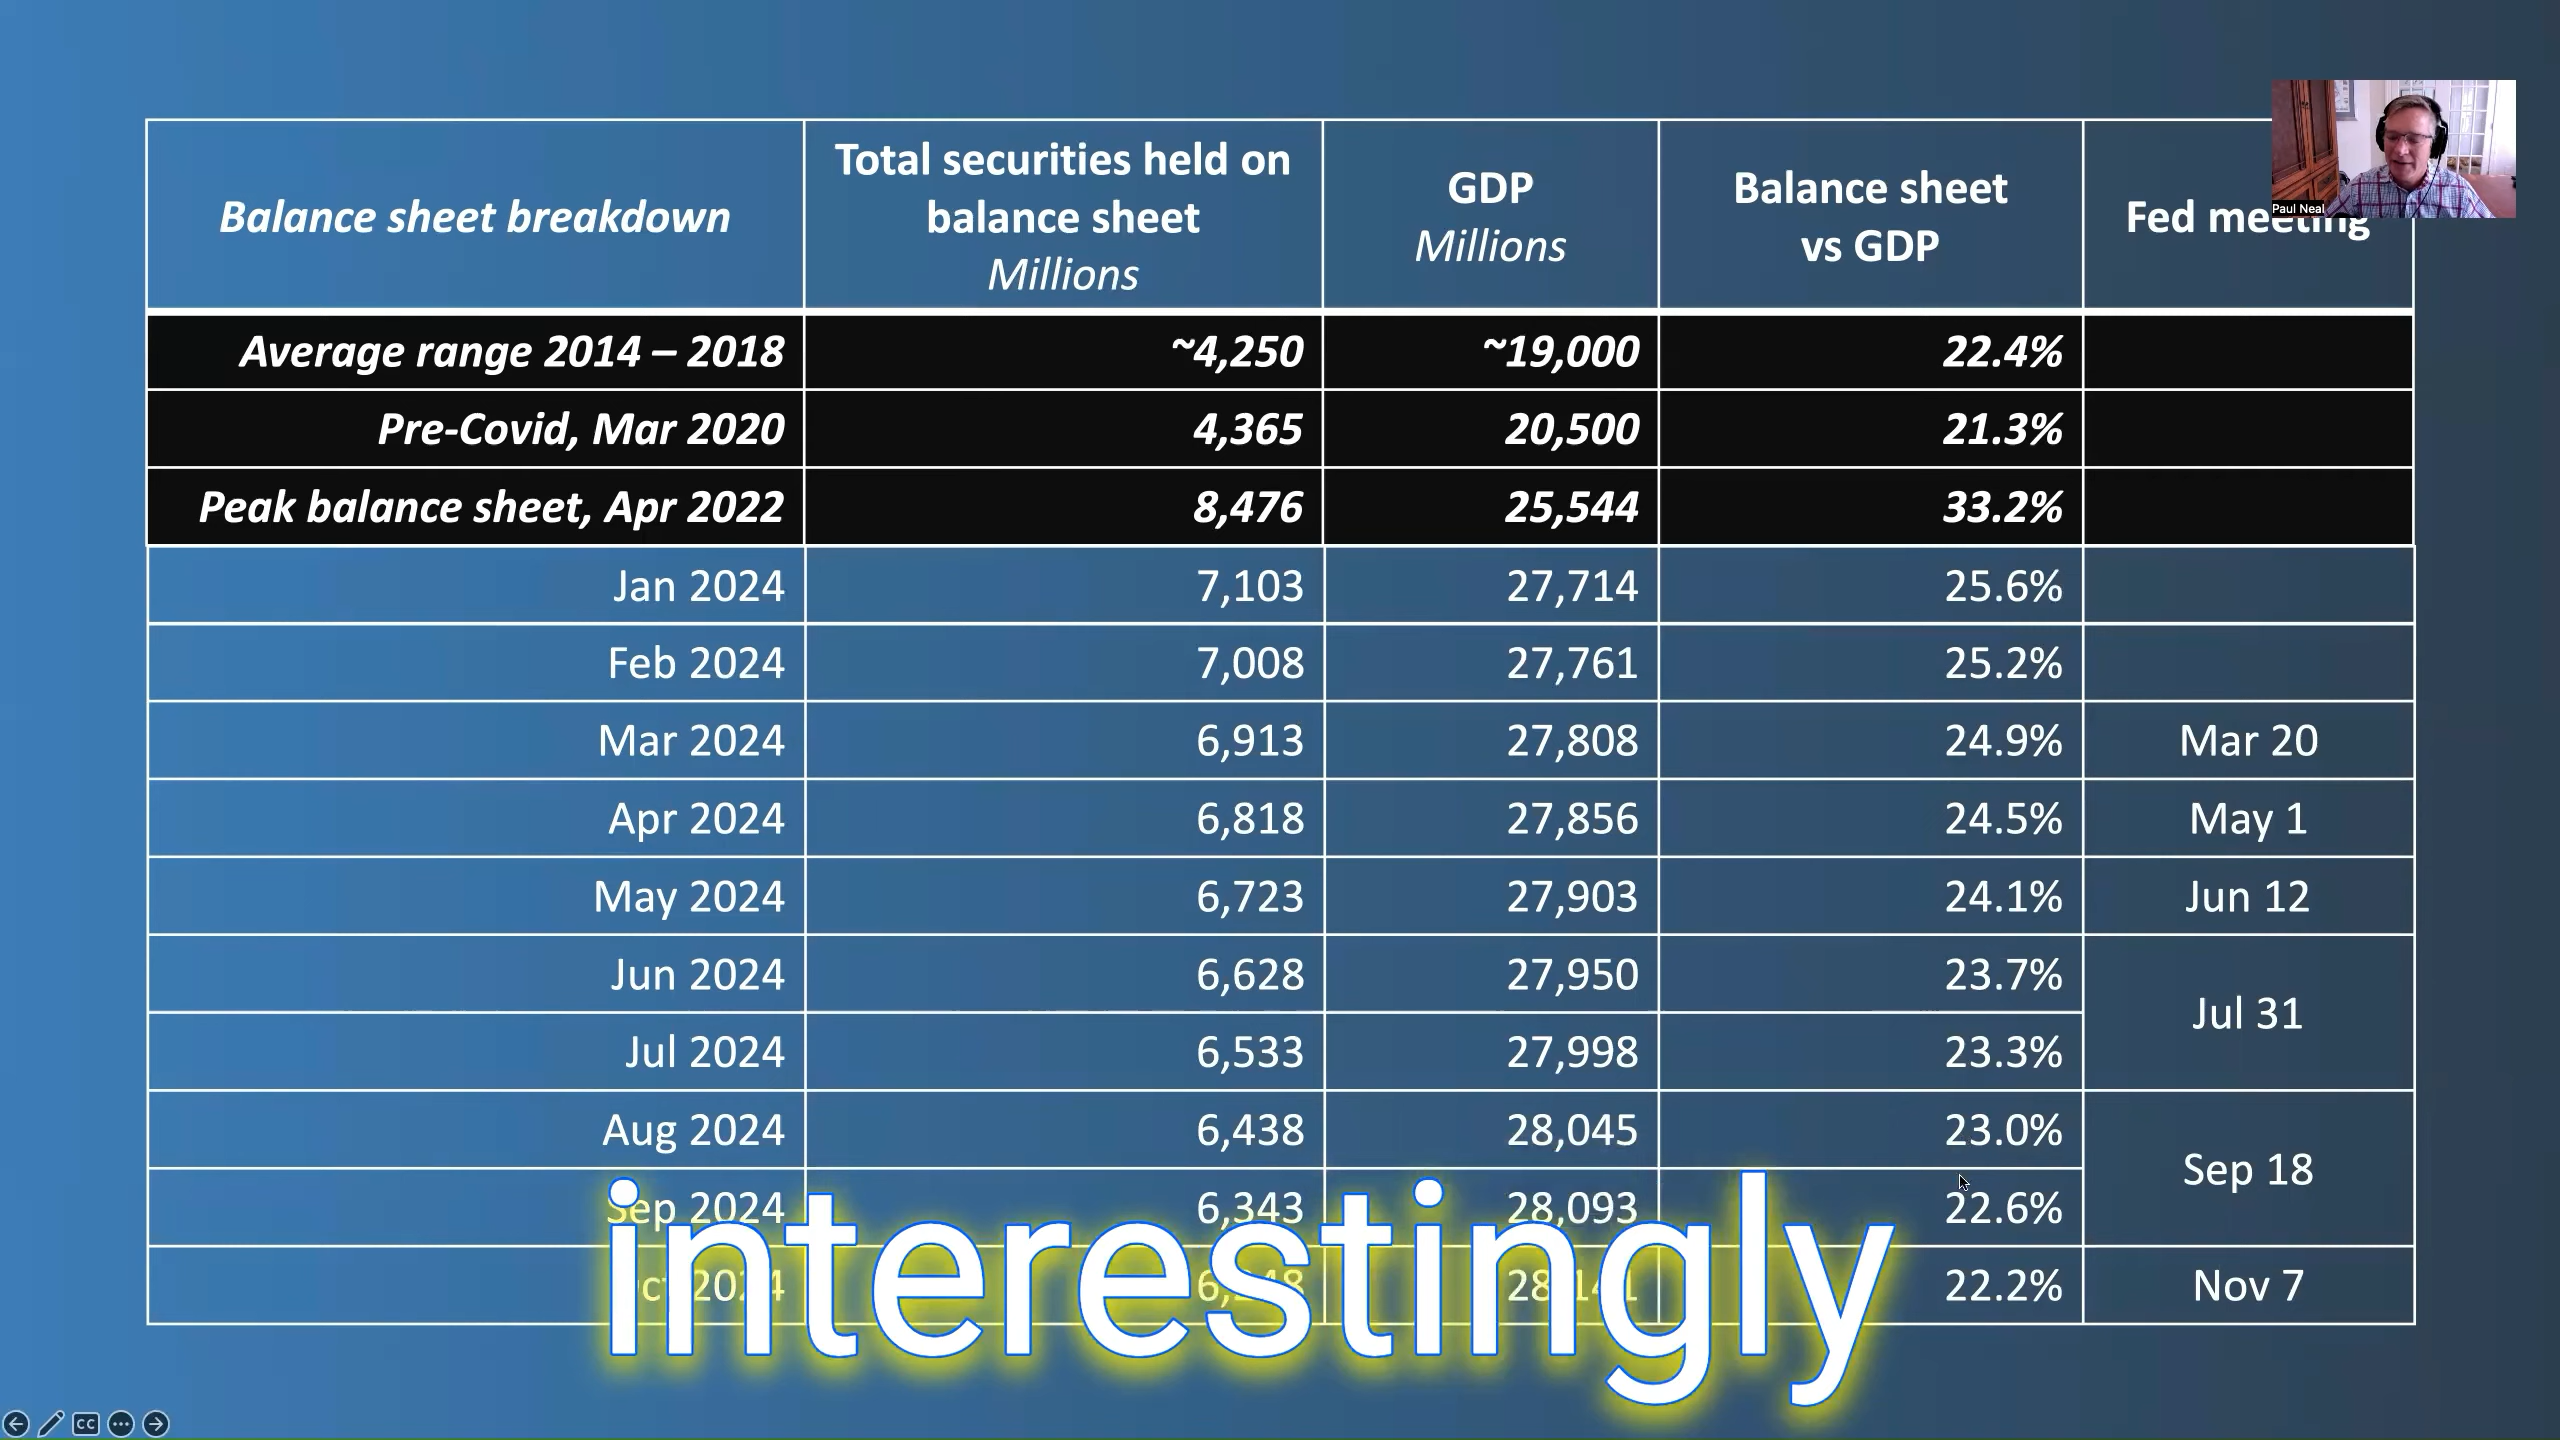 Balance sheet breakdown
Total securities held on
balance sheet
Millions
GDP
Millions
Balance sheet
vs GDP
Fed meeting
Paul Neal
Average range 2014 – 2018 ~4,250 ~19,000 22.4%
Pre-Covid, Mar 2020 4,365 20,500 21.3%
Peak balance sheet, Apr 2022 8,476 25,544 33.2%
Jan 2024 7,103 27,714 25.6%
Feb 2024 7,008 27,761 25.2%
Mar 2024 6,913 27,808 24.9% Mar 20
Apr 2024 6,818 27,856 24.5% May 1
May 2024 6,723 27,903 24.1% Jun 12
Jun 2024 6,628 27,950 23.7%
Jul 31
Jul 2024 6,533 27,998 23.3%
Aug 2024 6,438 28,045 23.0%
Sep 18
Sep 2024 6,343 28,093 22.6%
2024 22.2% Nov 7
interestingly
CC